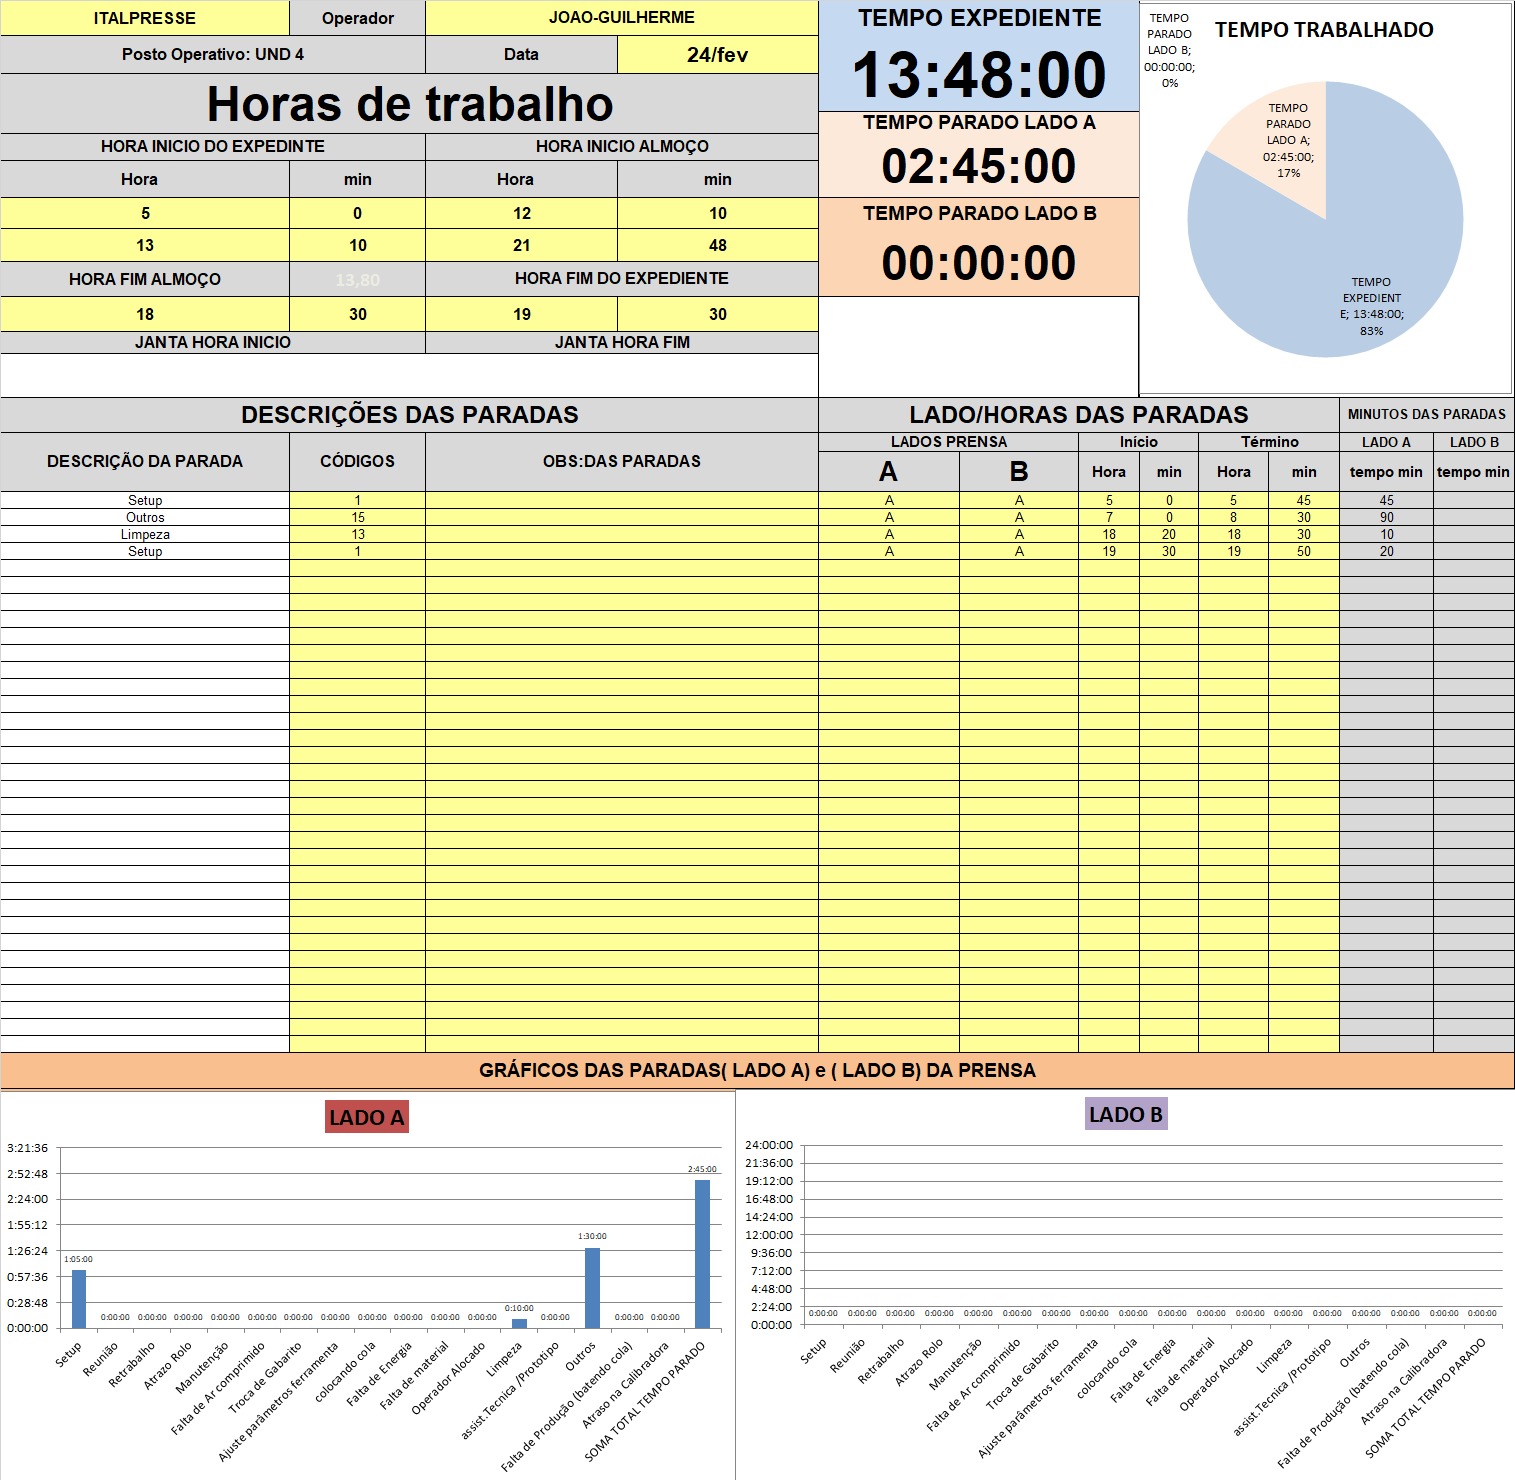 ITALPRESSE Operador JOAO-GUILHERME
Posto Operativo: UND 4 Data 24/fev
Horas de trabalho
HORA INICIO DO EXPEDINTE HORA INICIO ALMOÇO
Hora min Hora min
5 0 12 10
13 10 21 48
HORA FIM ALMOÇO 13,80 HORA FIM DO EXPEDIENTE
18 30 19 30
JANTA HORA INICIO JANTA HORA FIM
TEMPO EXPEDIENTE
13:48:00
TEMPO PARADO LADO A
02:45:00
TEMPO PARADO LADO B
00:00:00
TEMPO TRABALHADO
TEMPO
PARADO
LADO B;
00:00:00;
0%
TEMPO
PARADO
LADO A;
02:45:00;
17%
TEMPO
EXPEDIENT
E; 13:48:00;
83%
DESCRIÇÕES DAS PARADAS LADO/HORAS DAS PARADAS MINUTOS DAS PARADAS
DESCRIÇÃO DA PARADA CÓDIGOS OBS:DAS PARADAS
LADOS PRENSA Início Término LADO A LADO B
A B Hora min Hora min tempo min tempo min
Setup 1 A A 5 0 5 45 45
Outros 15 A A 7 0 8 30 90
Limpeza 13 A A 18 20 18 30 10
Setup 1 A A 19 30 19 50 20
GRÁFICOS DAS PARADAS( LADO A) e ( LADO B) DA PRENSA
LADO A
3:21:36
2:52:48
2:24:00
1:55:12
1:26:24
0:57:36
0:28:48
0:00:00
1:05:00 0:00:00 0:00:00 0:00:00 0:00:00 0:00:00 0:00:00 0:00:00 0:00:00 0:00:00 0:00:00 0:00:00 0:10:00 0:00:00 1:30:00 0:00:00 0:00:00 2:45:00
Setup
Reunião
Retrabalho
Atrazo Rolo
Manutenção
Falta de Ar comprimido
Troca de Gabarito
Ajuste parâmetros ferramenta
colocando cola
Falta de Energia
Falta de material
Operador Alocado
Limpeza
assist.Tecnica /Prototipo
Outros
Falta de Produção (batendo cola)
Atraso na Calibradora
SOMA TOTAL TEMPO PARADO
LADO B
24:00:00
21:36:00
19:12:00
16:48:00
14:24:00
12:00:00
9:36:00
7:12:00
4:48:00
2:24:00
0:00:00
0:00:00 0:00:00 0:00:00 0:00:00 0:00:00 0:00:00 0:00:00 0:00:00 0:00:00 0:00:00 0:00:00 0:00:00 0:00:00 0:00:00 0:00:00 0:00:00 0:00:00 0:00:00
Setup
Reunião
Retrabalho
Atrazo Rolo
Manutenção
Falta de Ar comprimido
Troca de Gabarito
Ajuste parâmetros ferramenta
colocando cola
Falta de Energia
Falta de material
Operador Alocado
Limpeza
assist.Tecnica /Prototipo
Outros
Falta de Produção (batendo cola)
Atraso na Calibradora
SOMA TOTAL TEMPO PARADO